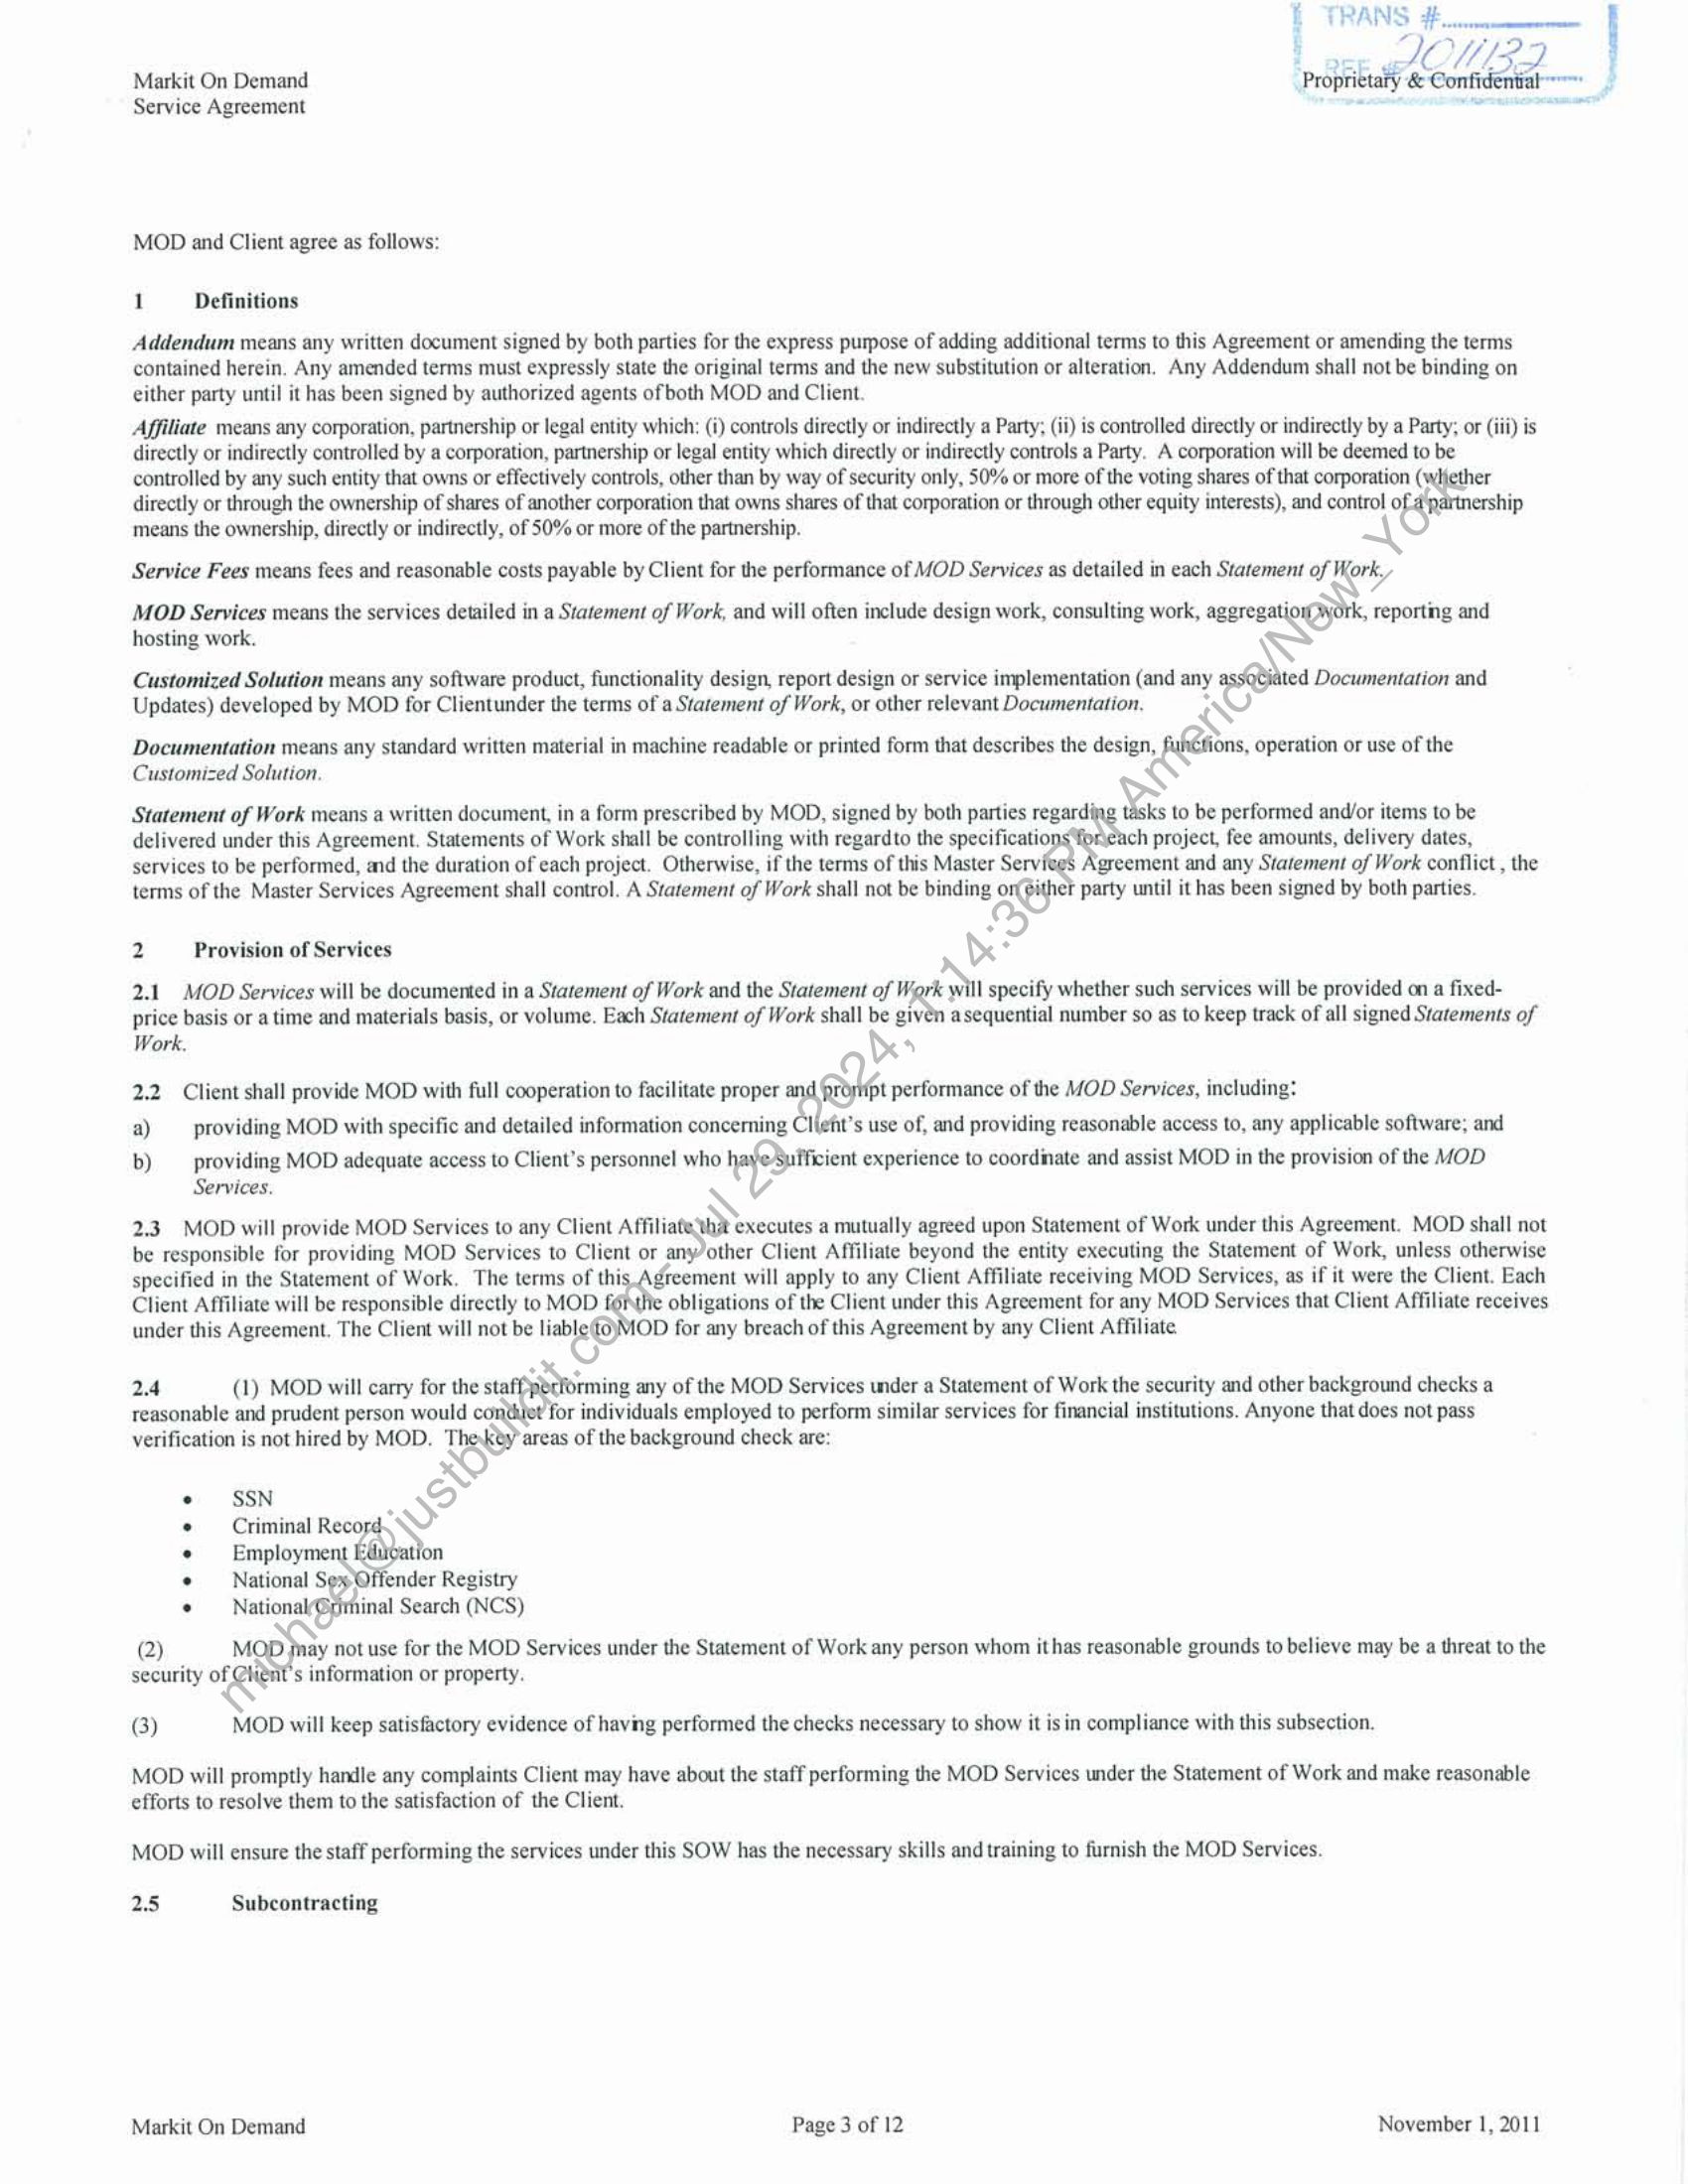 TRANS #
REF # 2011132
Markit On Demand
Proprietary & Confidential
Service Agreement
MOD and Client agree as follows:
1 Definitions
Addendum means any written document signed by both parties for the express purpose of adding additional terms to this Agreement or amending the terms
contained herein. Any amended terms must expressly state the original terms and the new substitution or alteration. Any Addendum shall not be binding on
either party until it has been signed by authorized agents of both MOD and Client.
Affiliate means any corporation, partnership or legal entity which: (i) controls directly or indirectly a Party; (ii) is controlled directly or indirectly by a Party; or (iii) is
directly or indirectly controlled by a corporation, partnership or legal entity which directly or indirectly controls a Party. A corporation will be deemed to be
controlled by any such entity that owns or effectively controls, other than by way of security only, 50% or more of the voting shares of that corporation (whether
directly or through the ownership of shares of another corporation that owns shares of that corporation or through other equity interests), and control of a partnership
means the ownership, directly or indirectly, of 50% or more of the partnership.
Service Fees means fees and reasonable costs payable by Client for the performance of MOD Services as detailed in each Statement of Work.
MOD Services means the services detailed in a Statement of Work, and will often include design work, consulting work, aggregation work, reporting and
hosting work.
Customized Solution means any software product, functionality design, report design or service implementation (and any associated Documentation and
Updates) developed by MOD for Client under the terms of a Statement of Work, or other relevant Documentation.
Documentation means any standard written material in machine readable or printed form that describes the design, functions, operation or use of the
Customized Solution.
Statement of Work means a written document, in a form prescribed by MOD, signed by both parties regarding tasks to be performed and/or items to be
delivered under this Agreement. Statements of Work shall be controlling with regard to the specifications for each project, fee amounts, delivery dates,
services to be performed, and the duration of each project. Otherwise, if the terms of this Master Services Agreement and any Statement of Work conflict , the
terms of the Master Services Agreement shall control. A Statement of Work shall not be binding on either party until it has been signed by both parties.
2 Provision of Services
2.1 MOD Services will be documented in a Statement of Work and the Statement of Work will specify whether such services will be provided on a fixed-
price basis or a time and materials basis, or volume. Each Statement of Work shall be given a sequential number so as to keep track of all signed Statements of
Work.
2.2 Client shall provide MOD with full cooperation to facilitate proper and prompt performance of the MOD Services, including:
a) providing MOD with specific and detailed information concerning Client's use of, and providing reasonable access to, any applicable software; and
b) providing MOD adequate access to Client's personnel who have sufficient experience to coordinate and assist MOD in the provision of the MOD
Services.
2.3 MOD will provide MOD Services to any Client Affiliate tha executes a mutually agreed upon Statement of Work under this Agreement. MOD shall not
be responsible for providing MOD Services to Client or any other Client Affiliate beyond the entity executing the Statement of Work, unless otherwise
specified in the Statement of Work. The terms of this Agreement will apply to any Client Affiliate receiving MOD Services, as if it were the Client. Each
Client Affiliate will be responsible directly to MOD for the obligations of the Client under this Agreement for any MOD Services that Client Affiliate receives
under this Agreement. The Client will not be liable to MOD for any breach of this Agreement by any Client Affiliate
2.4 (1) MOD will carry for the staff performing any of the MOD Services under a Statement of Work the security and other background checks a
reasonable and prudent person would conduct for individuals employed to perform similar services for financial institutions. Anyone that does not pass
verification is not hired by MOD. The key areas of the background check are:
• SSN
• Criminal Record
• Employment Education
• National Sex Offender Registry
• National Criminal Search (NCS)
(2) MOD may not use for the MOD Services under the Statement of Work any person whom it has reasonable grounds to believe may be a threat to the
security of Client's information or property.
(3) MOD will keep satisfactory evidence of having performed the checks necessary to show it is in compliance with this subsection.
MOD will promptly handle any complaints Client may have about the staff performing the MOD Services under the Statement of Work and make reasonable
efforts to resolve them to the satisfaction of the Client.
MOD will ensure the staff performing the services under this SOW has the necessary skills and training to furnish the MOD Services.
2.5 Subcontracting
Markit On Demand Page 3 of 12 November 1, 2011
michael@justbuildit.com - Jul 29, 2024, 1:14:36 PM America/New_York